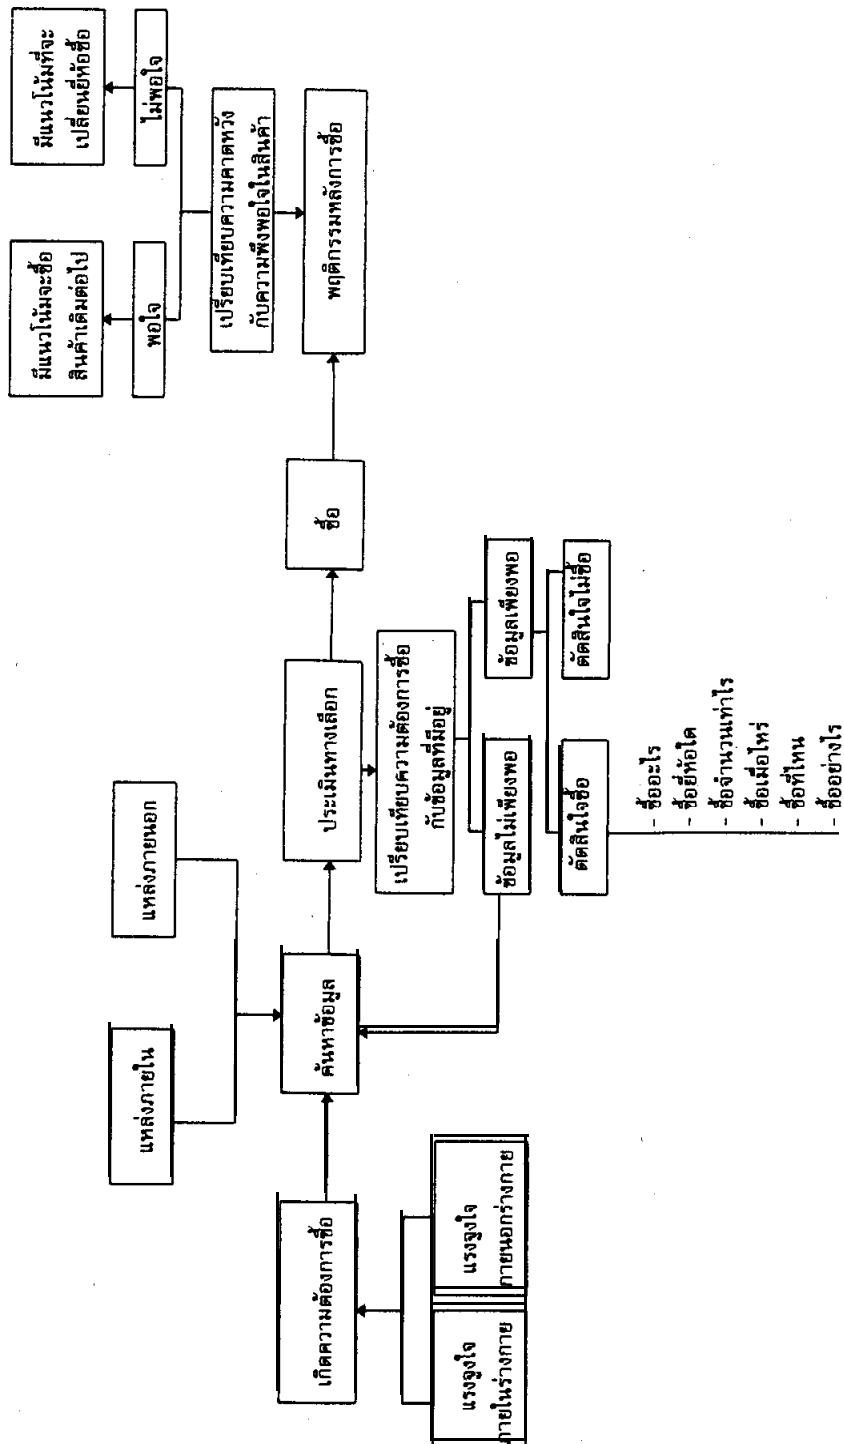 แหล่งภายใน
แหล่งภายนอก
มีแนวโน้มจะซื้อ
สินค้าเดิมต่อไป
มีแนวโน้มที่จะ
เปลี่ยนยี่ห้อซื้อ
พอใจ
ไม่พอใจ
เปรียบเทียบความคาดหวัง
กับความพึงพอใจในสินค้า
เกิดความต้องการซื้อ
ค้นหาข้อมูล
ประเมินทางเลือก
ซื้อ
พฤติกรรมหลังการซื้อ
แรงจูงใจ
ภายในร่างกาย
แรงจูงใจ
ภายนอกร่างกาย
เปรียบเทียบความต้องการซื้อ
กับข้อมูลที่มีอยู่
ข้อมูลไม่เพียงพอ
ข้อมูลเพียงพอ
ตัดสินใจซื้อ
ตัดสินใจไม่ซื้อ
- ซื้ออะไร
- ซื้อยี่ห้อใด
- ซื้อจำนวนเท่าไร
- ซื้อเมื่อไหร่
- ซื้อที่ไหน
- ซื้ออย่างไร